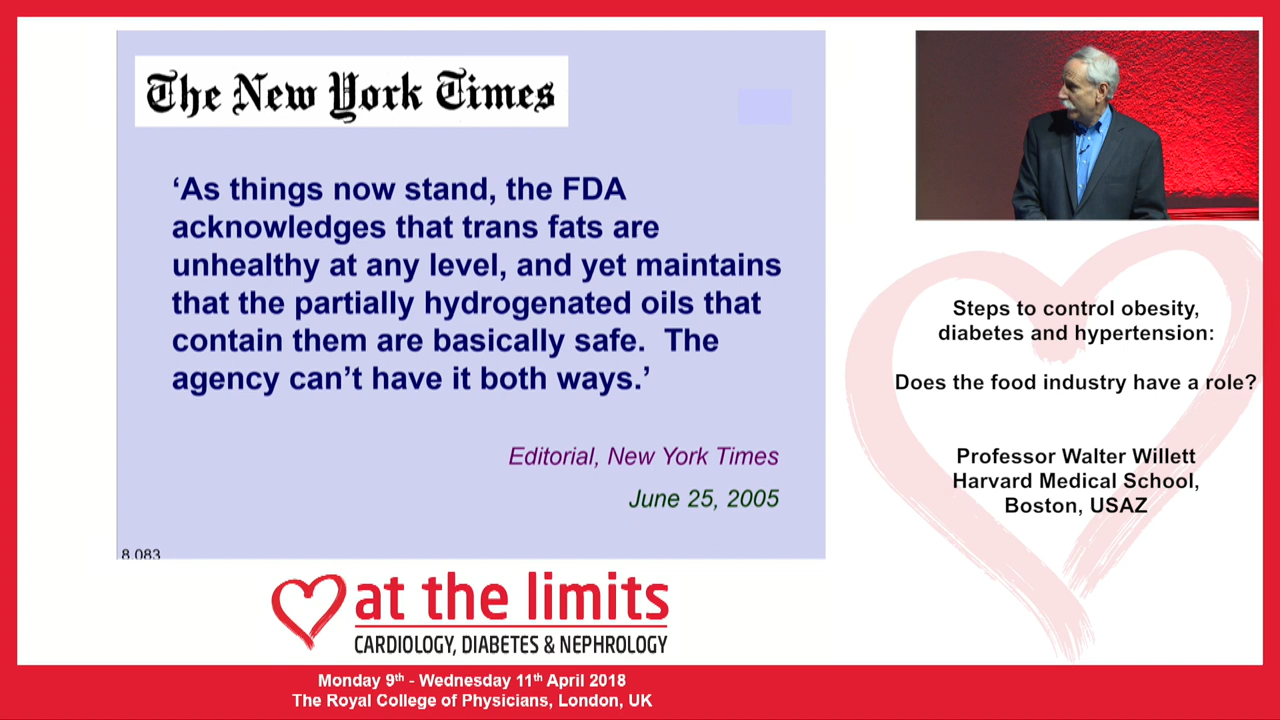 The New York Times
‘As things now stand, the FDA
acknowledges that trans fats are
unhealthy at any level, and yet maintains
that the partially hydrogenated oils that
contain them are basically safe.  The
agency can’t have it both ways.’
Editorial, New York Times
June 25, 2005
8.083
Steps to control obesity,
diabetes and hypertension:
Does the food industry have a role?
Professor Walter Willett
Harvard Medical School,
Boston, USAZ
at the limits
CARDIOLOGY, DIABETES & NEPHROLOGY
Monday 9th - Wednesday 11th April 2018
The Royal College of Physicians, London, UK